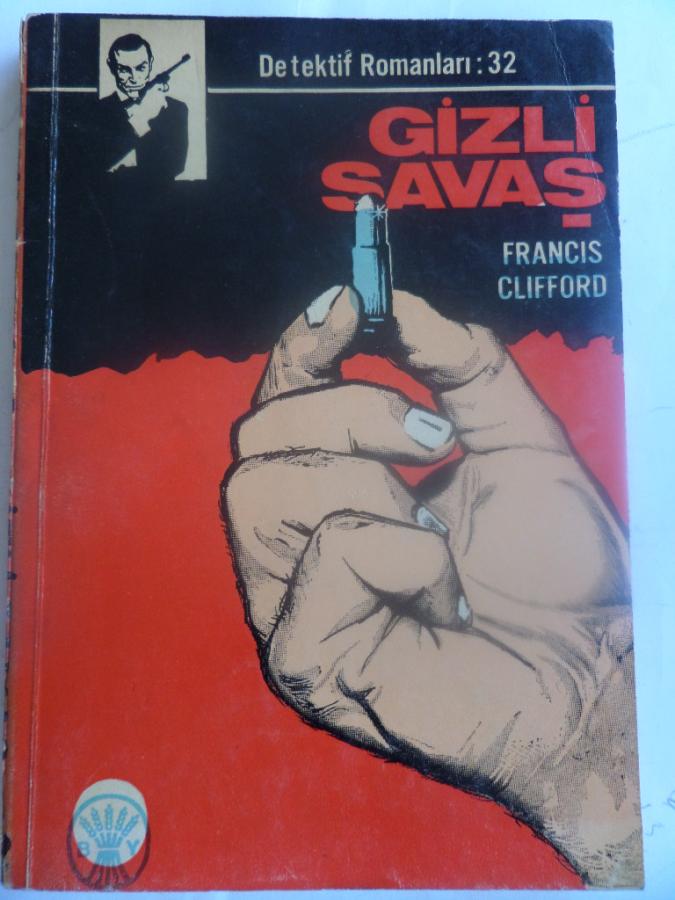 Detektif Romanları: 32
GİZLİ
SAVAŞ
FRANCIS
CLIFFORD
B Y